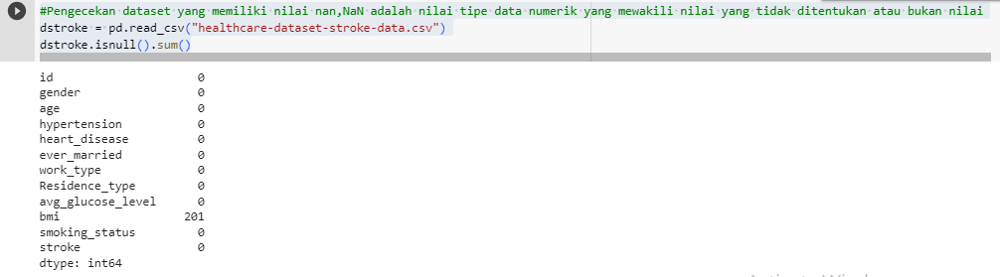 #Pengecekan dataset yang memiliki nilai nan,NaN adalah nilai tipe data numerik yang mewakili nilai yang tidak ditentukan atau bukan nilai
dstroke = pd.read_csv("healthcare-dataset-stroke-data.csv")
dstroke.isnull().sum()
id 0
gender 0
age 0
hypertension 0
heart_disease 0
ever_married 0
work_type 0
Residence_type 0
avg_glucose_level 0
bmi 201
smoking_status 0
stroke 0
dtype: int64